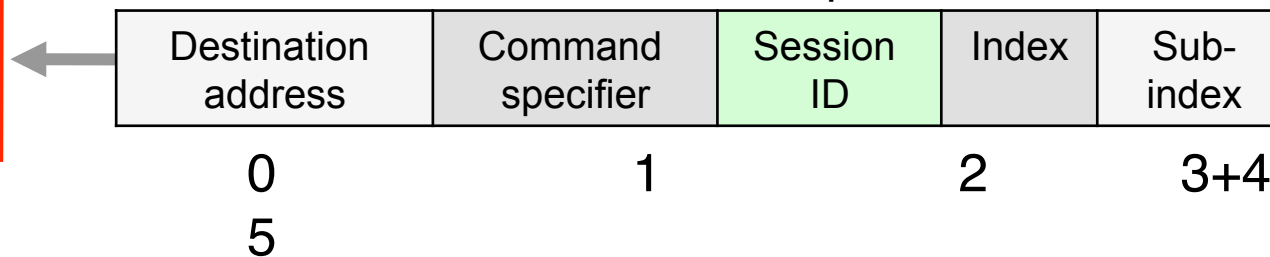 Destination address
Command specifier
Session ID
Index
Sub-index
0 1 2 3+4
5